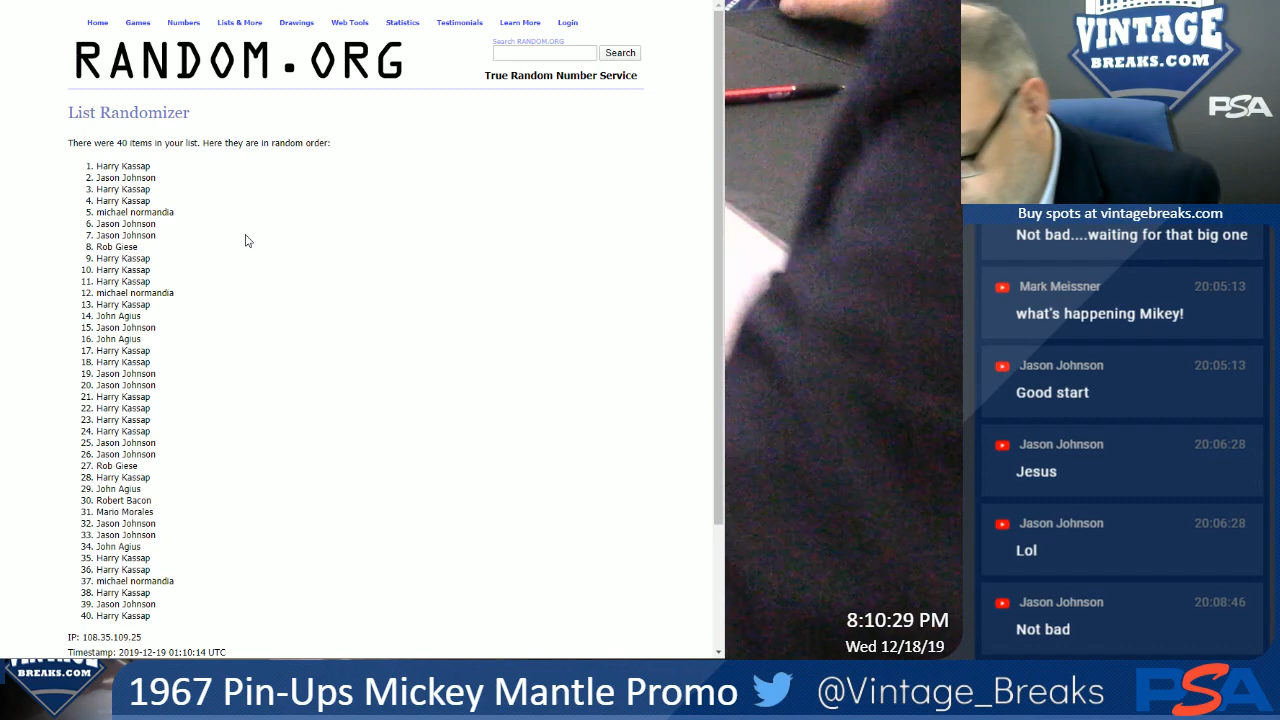 Home Games Numbers Lists & More Drawings Web Tools Statistics Testimonials Learn More Login
RANDOM.ORG
Search RANDOM.ORG
Search
True Random Number Service
List Randomizer
There were 40 items in your list. Here they are in random order:
1. Harry Kassap
2. Jason Johnson
3. Harry Kassap
4. Harry Kassap
5. michael normandia
6. Jason Johnson
7. Jason Johnson
8. Rob Giese
9. Harry Kassap
10. Harry Kassap
11. Harry Kassap
12. michael normandia
13. Harry Kassap
14. John Agius
15. Jason Johnson
16. John Agius
17. Harry Kassap
18. Harry Kassap
19. Jason Johnson
20. Jason Johnson
21. Harry Kassap
22. Harry Kassap
23. Harry Kassap
24. Harry Kassap
25. Jason Johnson
26. Jason Johnson
27. Rob Giese
28. Harry Kassap
29. John Agius
30. Robert Bacon
31. Mario Morales
32. Jason Johnson
33. Jason Johnson
34. John Agius
35. Harry Kassap
36. Harry Kassap
37. michael normandia
38. Harry Kassap
39. Jason Johnson
40. Harry Kassap
IP: 108.35.109.25
Timestamp: 2019-12-19 01:10:14 UTC
8:10:29 PM
Wed 12/18/19
VINTAGE
BREAKS.COM
PSA
Buy spots at vintagebreaks.com
Not bad....waiting for that big one
Mark Meissner 20:05:13
what's happening Mikey!
Jason Johnson 20:05:13
Good start
Jason Johnson 20:06:28
Jesus
Jason Johnson 20:06:28
Lol
Jason Johnson 20:08:46
Not bad
VINTAGE
BREAKS.COM
1967 Pin-Ups Mickey Mantle Promo @Vintage_Breaks PSA